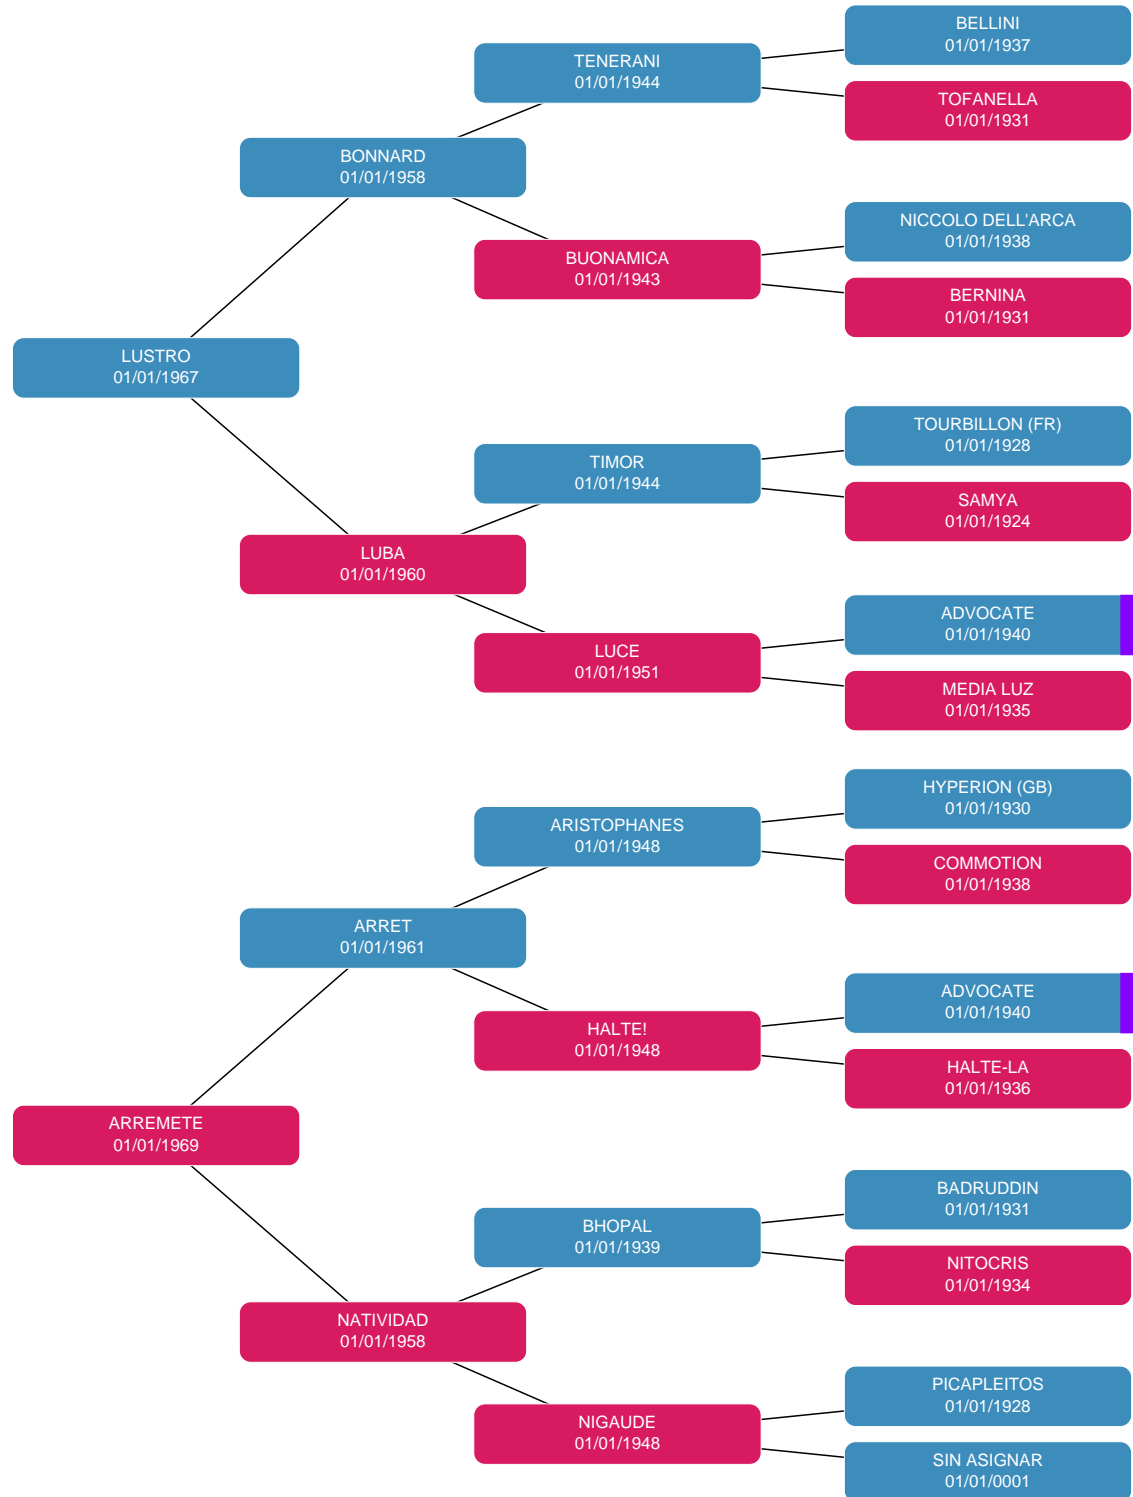 BELLINI
01/01/1937
TENERANI
01/01/1944
TOFANELLA
01/01/1931
BONNARD
01/01/1958
NICCOLO DELL'ARCA
01/01/1938
BUONAMICA
01/01/1943
BERNINA
01/01/1931
LUSTRO
01/01/1967
TOURBILLON (FR)
01/01/1928
TIMOR
01/01/1944
SAMYA
01/01/1924
LUBA
01/01/1960
ADVOCATE
01/01/1940
LUCE
01/01/1951
MEDIA LUZ
01/01/1935
HYPERION (GB)
01/01/1930
ARISTOPHANES
01/01/1948
COMMOTION
01/01/1938
ARRET
01/01/1961
ADVOCATE
01/01/1940
HALTE!
01/01/1948
HALTE-LA
01/01/1936
ARREMETE
01/01/1969
BADRUDDIN
01/01/1931
BHOPAL
01/01/1939
NITOCRIS
01/01/1934
NATIVIDAD
01/01/1958
PICAPLEITOS
01/01/1928
NIGAUDE
01/01/1948
SIN ASIGNAR
01/01/0001